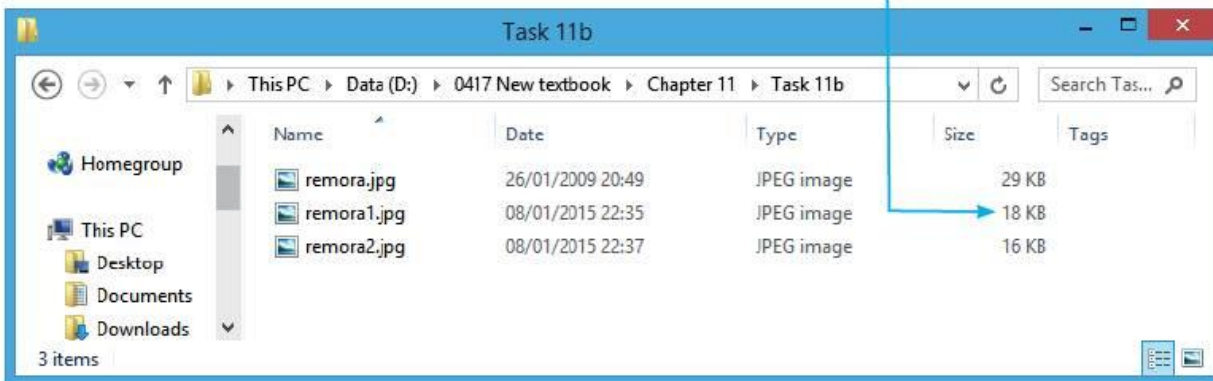 Task 11b
This PC ▸ Data (D:) ▸ 0417 New textbook ▸ Chapter 11 ▸ Task 11b
Search Tas...
Name Date Type Size Tags
Homegroup
remora.jpg 26/01/2009 20:49 JPEG image 29 KB
remora1.jpg 08/01/2015 22:35 JPEG image 18 KB
This PC
remora2.jpg 08/01/2015 22:37 JPEG image 16 KB
Desktop
Documents
Downloads
3 items